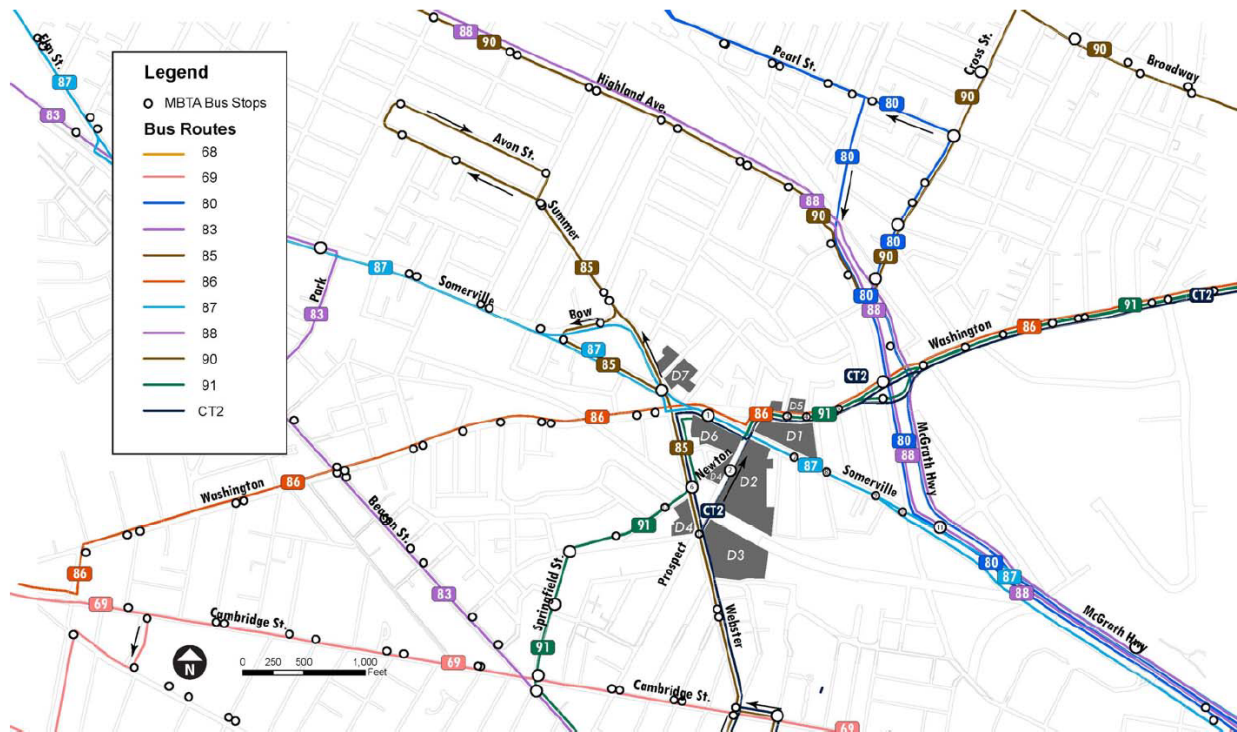 Legend
MBTA Bus Stops
Bus Routes
68
69
80
83
85
86
87
88
90
91
CT2
Elm St.
87
83
88
90
Highland Ave.
Pearl St.
80
80
Cross St.
90
90
Broadway
Avon St.
Summer
85
88
90
80
90
80
88
CT2
91
86
Washington
Park
83
87
Somerville
Bow
87
85
D7
CT2
D5
86
91
D1
1
D6
85
Newton
2
D2
6
CT2
D4
D3
Prospect
Webster
80
88
McGrath Hwy
87
Somerville
11
80
87
88
McGrath Hwy
86
Washington
86
Beacon St.
83
91
Springfield St.
91
69
Cambridge St.
69
Cambridge St.
69
N
0 250 500 1,000
Feet